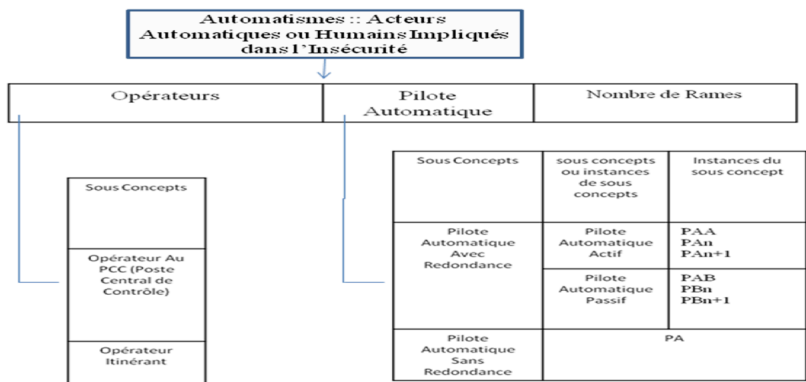 Automatismes :: Acteurs
Automatiques ou Humains Impliqués
dans l'Insécurité
Opérateurs
Pilote
Automatique
Nombre de Rames
Sous Concepts
Opérateur Au
PCC (Poste
Central de
Contrôle)
Opérateur
Itinérant
Sous Concepts
sous concepts
ou instances
de sous
concepts
Instances du
sous concept
Pilote
Automatique
Avec
Redondance
Pilote
Automatique
Actif
PAA
PAn
PAn+1
Pilote
Automatique
Passif
PAB
PBn
PBn+1
Pilote
Automatique
Sans
Redondance
PA